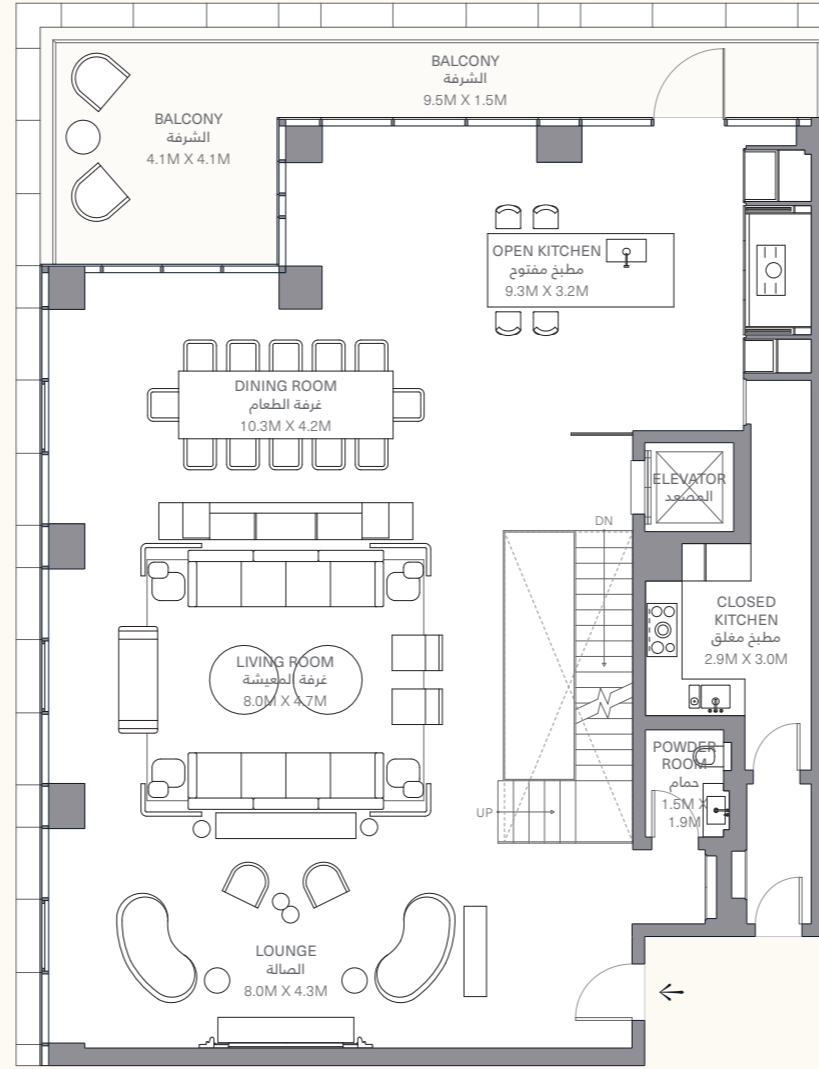 BALCONY
الشرفة
9.5M X 1.5M
BALCONY
الشرفة
4.1M X 4.1M
OPEN KITCHEN
مطبخ مفتوح
9.3M X 3.2M
DINING ROOM
غرفة الطعام
10.3M X 4.2M
ELEVATOR
المصعد
DN
CLOSED
KITCHEN
مطبخ مغلق
2.9M X 3.0M
LIVING ROOM
غرفة المعيشة
8.0M X 4.7M
POWDER
ROOM
حمام
1.5M X
1.9M
UP
LOUNGE
الصالة
8.0M X 4.3M